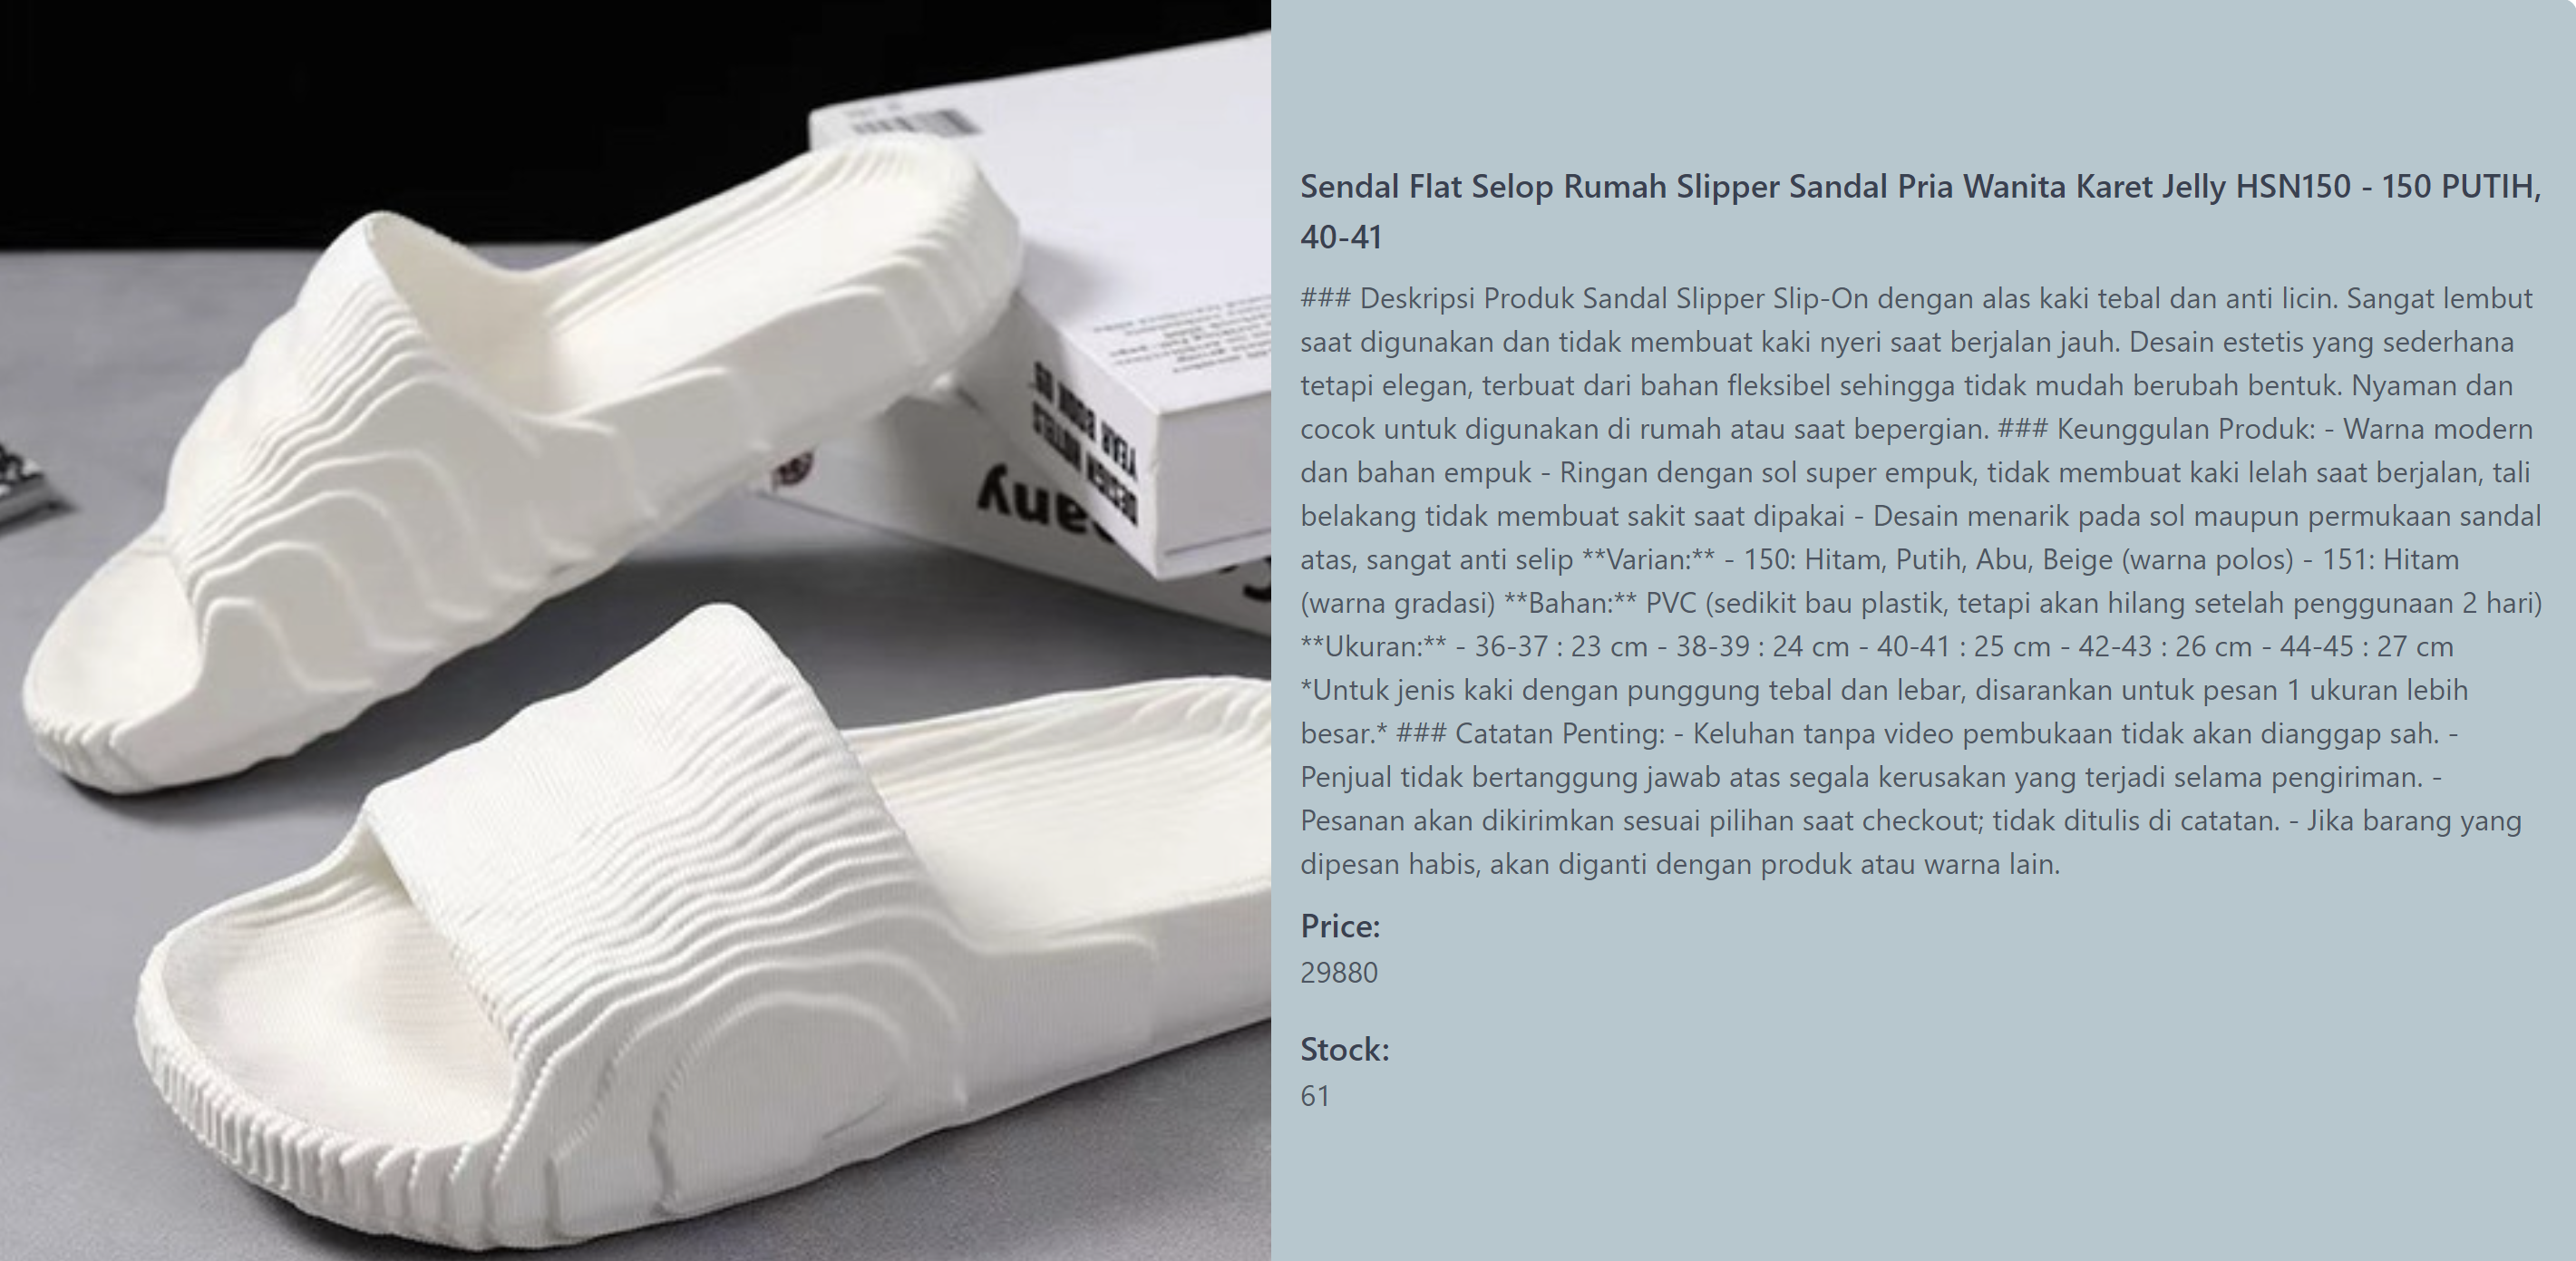 Sendal Flat Selop Rumah Slipper Sandal Pria Wanita Karet Jelly HSN150 - 150 PUTIH,
40-41
### Deskripsi Produk Sandal Slipper Slip-On dengan alas kaki tebal dan anti licin. Sangat lembut
saat digunakan dan tidak membuat kaki nyeri saat berjalan jauh. Desain estetis yang sederhana
tetapi elegan, terbuat dari bahan fleksibel sehingga tidak mudah berubah bentuk. Nyaman dan
cocok untuk digunakan di rumah atau saat bepergian. ### Keunggulan Produk: - Warna modern
dan bahan empuk - Ringan dengan sol super empuk, tidak membuat kaki lelah saat berjalan, tali
belakang tidak membuat sakit saat dipakai - Desain menarik pada sol maupun permukaan sandal
atas, sangat anti selip **Varian:** - 150: Hitam, Putih, Abu, Beige (warna polos) - 151: Hitam
(warna gradasi) **Bahan:** PVC (sedikit bau plastik, tetapi akan hilang setelah penggunaan 2 hari)
**Ukuran:** - 36-37 : 23 cm - 38-39 : 24 cm - 40-41 : 25 cm - 42-43 : 26 cm - 44-45 : 27 cm
*Untuk jenis kaki dengan punggung tebal dan lebar, disarankan untuk pesan 1 ukuran lebih
besar.* ### Catatan Penting: - Keluhan tanpa video pembukaan tidak akan dianggap sah. -
Penjual tidak bertanggung jawab atas segala kerusakan yang terjadi selama pengiriman. -
Pesanan akan dikirimkan sesuai pilihan saat checkout; tidak ditulis di catatan. - Jika barang yang
dipesan habis, akan diganti dengan produk atau warna lain.
Price:
29880
Stock:
61
DESIGN HOTELS
YEAR BOOK 05
any